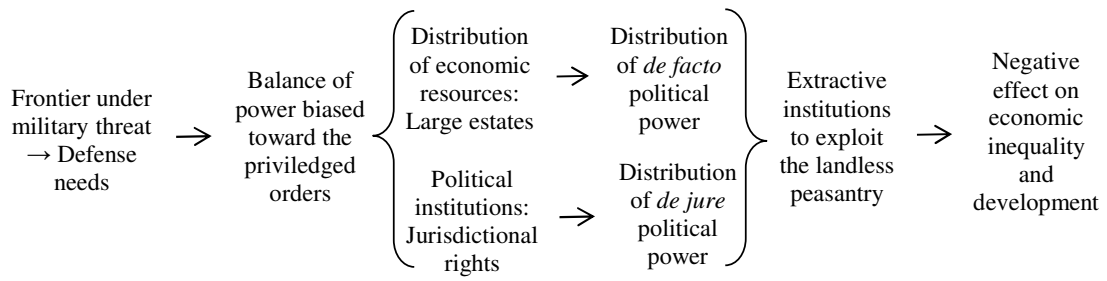 Frontier under
military threat
→ Defense
needs
Balance of
power biased
toward the
priviledged
orders
Distribution
of economic
resources:
Large estates
Distribution
of de facto
political
power
Political
institutions:
Jurisdictional
rights
Distribution
of de jure
political
power
Extractive
institutions
to exploit
the landless
peasantry
Negative
effect on
economic
inequality
and
development